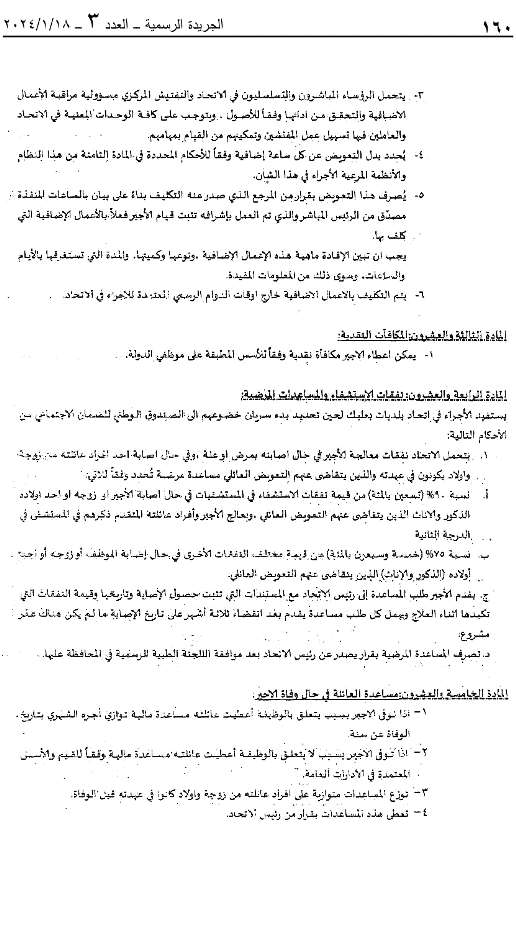 ١٦٠
الجريدة الرسمية – العدد ٣ – ٢٠٢٤/١/١٨
٣- يتحمل الرؤساء المباشرون والتسلسليون في الاتحاد والتفتيش المركزي مسؤولية مراقبة الأعمال
الاضافية والتحقق من ادائها وفقاً للأصول ، ويتوجب على كافة الوحدات المعنية في الاتحاد
والعاملين فيها تسهيل عمل المفتشين وتمكينهم من القيام بمهامهم.
٤- يُحدد بدل التعويض عن كل ساعة إضافية وفقاً للأحكام المحددة في المادة الثامنة من هذا النظام
والأنظمة المرعية الأجراء في هذا الشان.
٥- يُصرف هذا التعويض بقرار من المرجع الذي صدر عنه التكليف بناءً على بيان بالساعات المنفذة
مصدّق من الرئيس المباشر والذي تم العمل بإشرافه تثبت قيام الأجير فعلاً بالأعمال الإضافية التي
كلف بها.
يجب ان تبين الإفادة ماهية هذه الإعمال الإضافية ،ونوعها وكميتها، والمدة التي تستغرقها بالأيام
والساعات، وسوى ذلك من المعلومات المفيدة.
٦- يتم التكليف بالاعمال الاضافية خارج اوقات الدوام الرسمي المعتمدة للاجراء في الاتحاد.
المادة الثالثة والعشرون:المكافآت النقدية:
١- يمكن اعطاء الاجير مكافأة نقدية وفقاً للأسس المطبقة على موظفي الدولة.
المادة الرابعة والعشرون:نفقات الإستشفاء والمساعدات المرضية:
يستفيد الأجراء في اتحاد بلديات بعلبك لحين تحديد بدء سريان خضوعهم الى الصندوق الوطني للضمان الاجتماعي من
الأحكام التالية:
١. يتحمل الاتحاد نفقات معالجة الأجير في حال اصابته بمرض او علة ،وفي حال اصابة احد افراد عائلته من زوجة
واولاد يكونون في عهدته والذين يتقاضى عنهم التعويض العائلي مساعدة مرضية تُحدد وفقاً للآتي:
أ. نسبة ٩٠% (تسعين بالمئة) من قيمة نفقات الاستشفاء في المستشفيات في حال اصابة الأجير او زوجه او احد اولاده
الذكور والاناث الذين يتقاضى عنهم التعويض العائلي ، ويعالج الأجير وأفراد عائلته المتقدم ذكرهم في المستشفى في
الدرجة الثانية
ب. نسبة ٧٥% (خمسة وسبعون بالمئة) من قيمة مختلف النفقات الأخرى في حال إصابة الموظف أو زوجه أو أحد
أولاده (الذكور والإناث) الذين يتقاضى عنهم التعويض العائلي.
ج. يقدم الأجير طلب المساعدة إلى رئيس الاتحاد مع المستندات التي تثبت حصول الإصابة وتاريخها وقيمة النفقات التي
تكبدها اثناء العلاج ويهمل كل طلب مساعدة يقدم بعد انقضاء ثلاثة أشهر على تاريخ الإصابة ما لم يكن هناك عذر
مشروع.
د. تصرف المساعدة المرضية بقرار يصدر عن رئيس الاتحاد بعد موافقة اللجنة الطبية الرسمية في المحافظة عليها.
المادة الخامسة والعشرون:مساعدة العائلة في حال وفاة الاجير:
١- اذا توفي الاجير بسبب يتعلق بالوظيفة أعطيت عائلته مساعدة مالية توازي أجره الشهري بتاريخ
الوفاة عن سنة.
٢- اذا توفي الاجير بسبب لا يتعلق بالوظيفة أعطيت عائلته مساعدة مالية وفقاً للقيم والأسس
المعتمدة في الادارات العامة.
٣- توزع المساعدات متوازية على افراد عائلته من زوجة واولاد كانوا في عهدته قبل الوفاة.
٤- تعطى هذه المساعدات بقرار من رئيس الاتحاد.